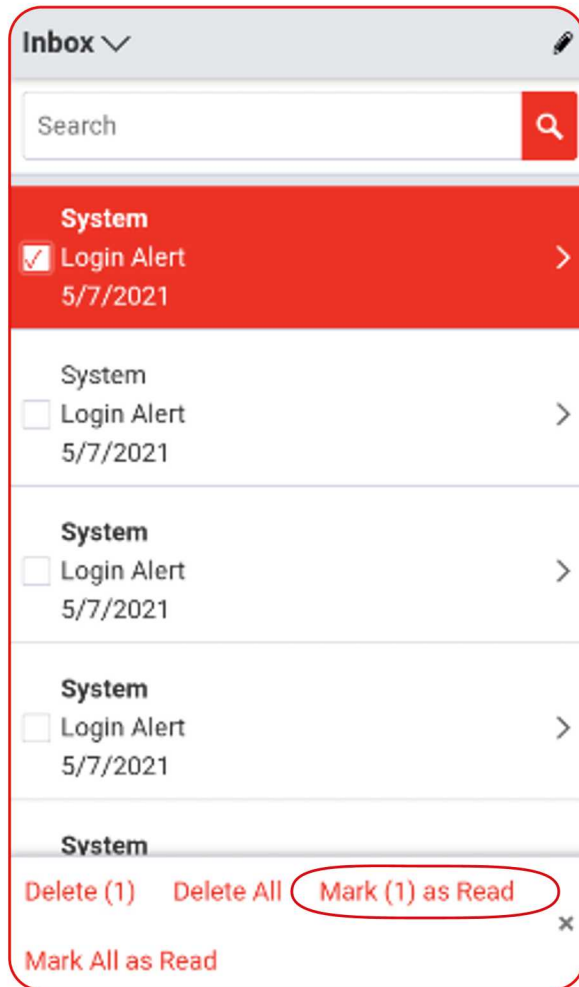 Inbox
Search
System
Login Alert
5/7/2021
System
Login Alert
5/7/2021
System
Login Alert
5/7/2021
System
Login Alert
5/7/2021
System
Delete (1) Delete All Mark (1) as Read
Mark All as Read